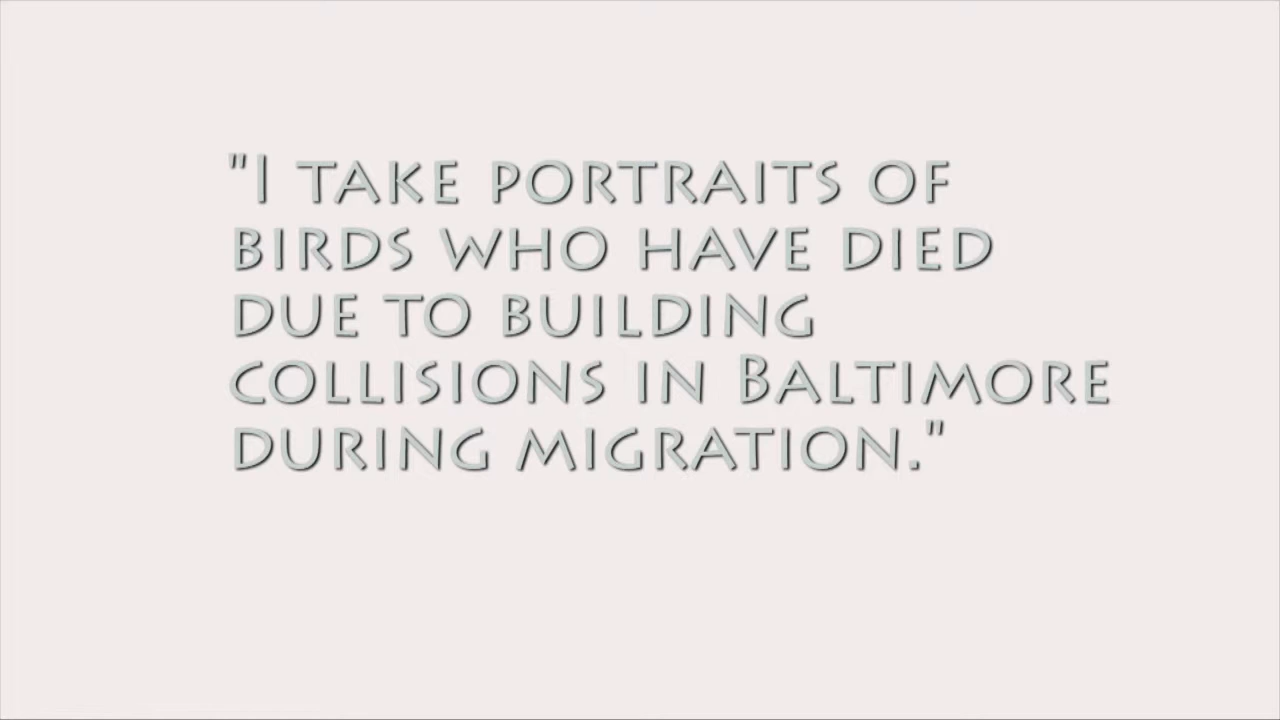 "I TAKE PORTRAITS OF
BIRDS WHO HAVE DIED
DUE TO BUILDING
COLLISIONS IN BALTIMORE
DURING MIGRATION."